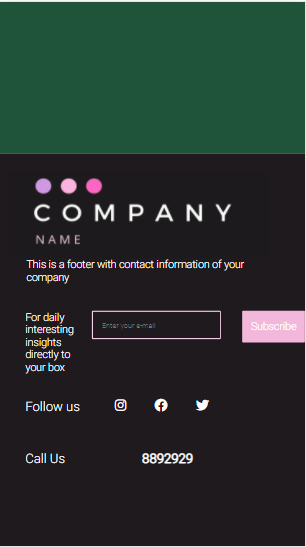 COMPANY
NAME
This is a footer with contact information of your
company
For daily
interesting
insights
directly to
your box
Enter your e-mail
Subscribe
Follow us
Call Us
8892929